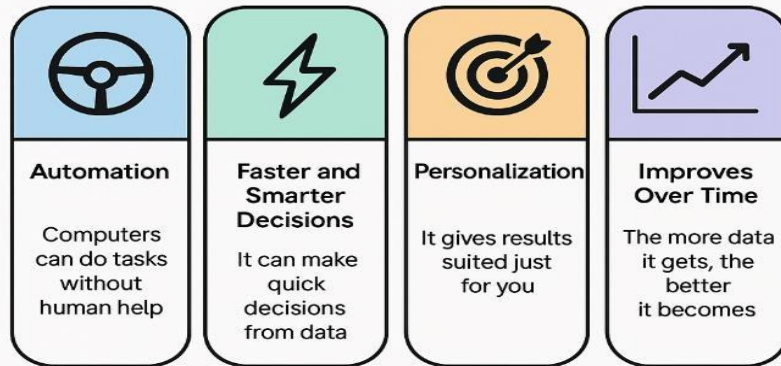 Automation
Computers
can do tasks
without
human help
Faster and
Smarter
Decisions
It can make
quick
decisions
from data
Personalization
It gives results
suited just
for you
Improves
Over Time
The more data
it gets, the
better
it becomes